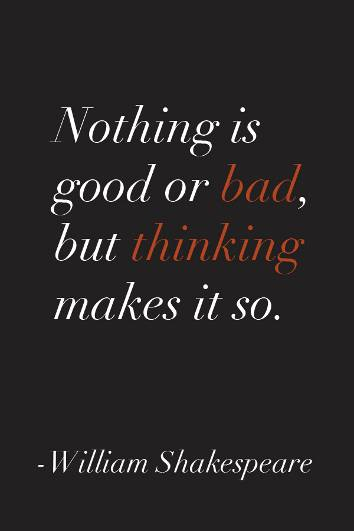 Nothing is
good or bad,
but thinking
makes it so.
-William Shakespeare